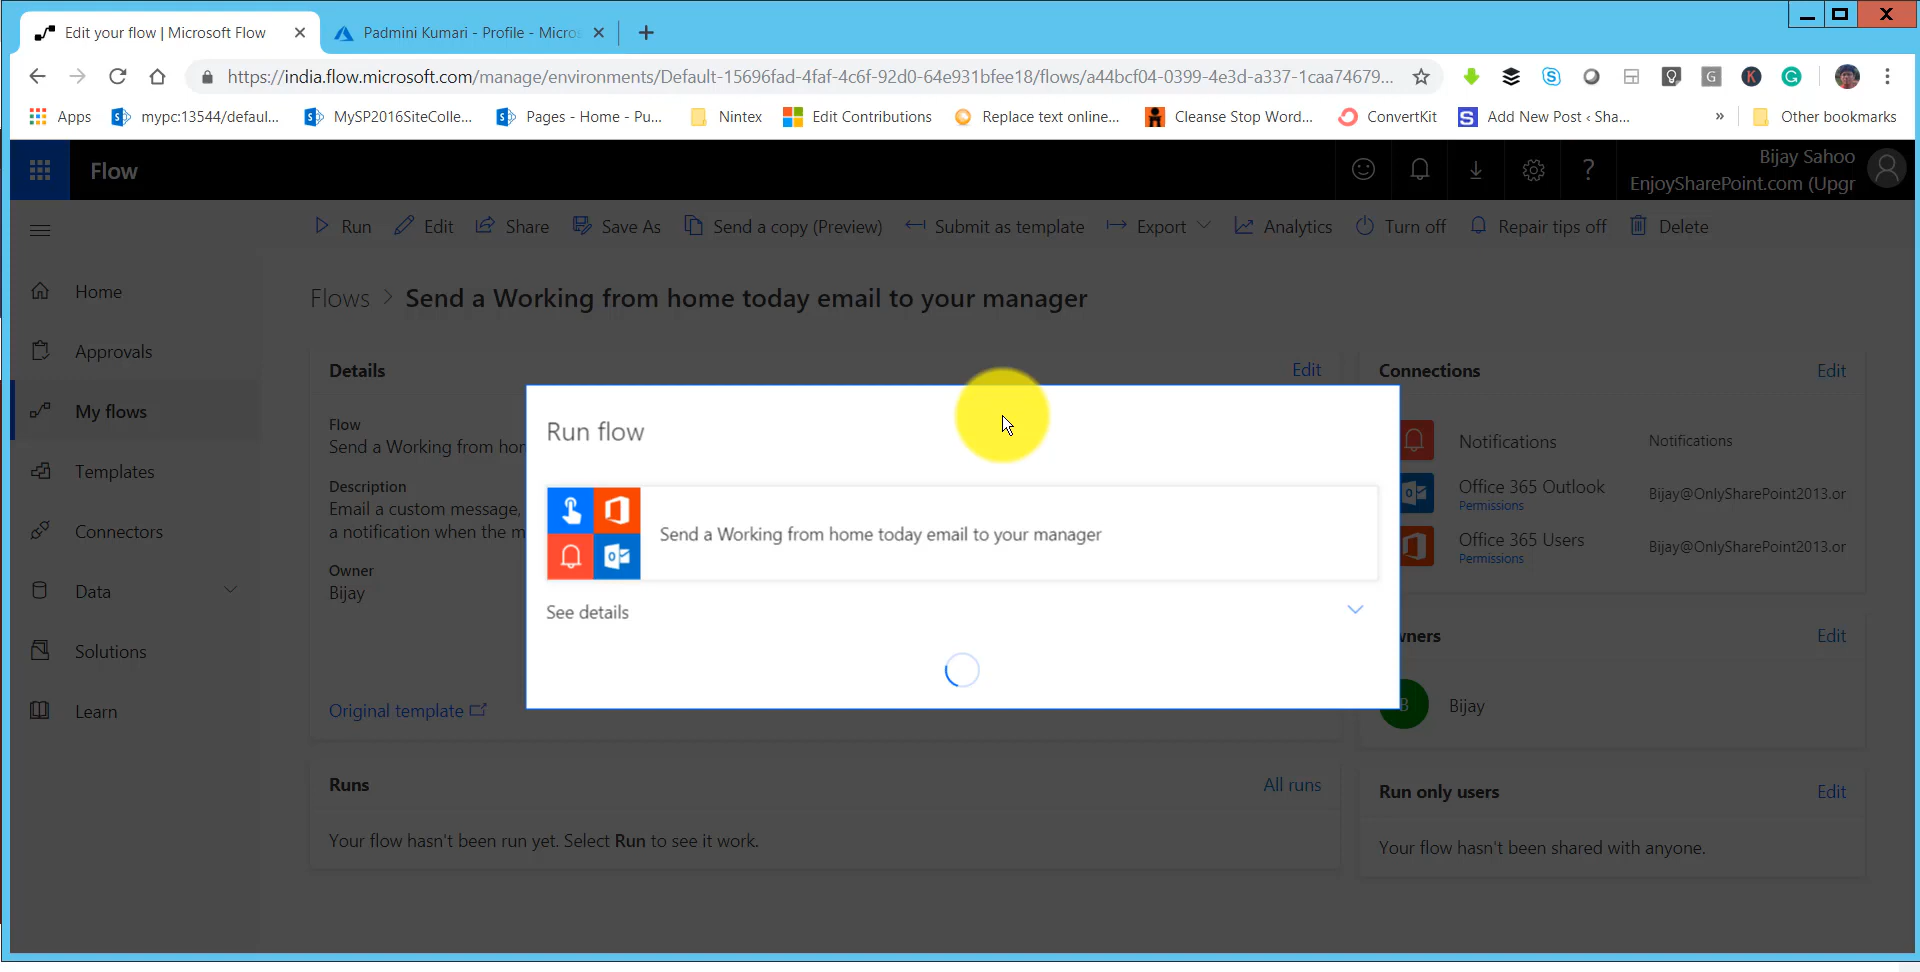 Edit your flow | Microsoft Flow
Padmini Kumari - Profile - Micros
https://india.flow.microsoft.com/manage/environments/Default-15696fad-4faf-4c6f-92d0-64e931bfee18/flows/a44bcf04-0399-4e3d-a337-1caa74679...
Apps
mypc:13544/defaul...
MySP2016SiteColle...
Pages - Home - Pu...
Nintex
Edit Contributions
Replace text online...
Cleanse Stop Word...
ConvertKit
Add New Post ‹ Sha...
»
Other bookmarks
Flow
Bijay Sahoo
EnjoySharePoint.com (Upgr
Run
Edit
Share
Save As
Send a copy (Preview)
Submit as template
Export
Analytics
Turn off
Repair tips off
Delete
Home
Approvals
My flows
Templates
Connectors
Data
Solutions
Learn
Flows > Send a Working from home today email to your manager
Details
Edit
Flow
Send a Working from hon
Description
Email a custom message,
a notification when the m
Owner
Bijay
Original template
Run flow
Send a Working from home today email to your manager
See details
Connections
Edit
Notifications
Notifications
Office 365 Outlook
Permissions
Bijay@OnlySharePoint2013.or
Office 365 Users
Permissions
Bijay@OnlySharePoint2013.or
wners
Edit
B
Bijay
Runs
All runs
Your flow hasn't been run yet. Select Run to see it work.
Run only users
Edit
Your flow hasn't been shared with anyone.